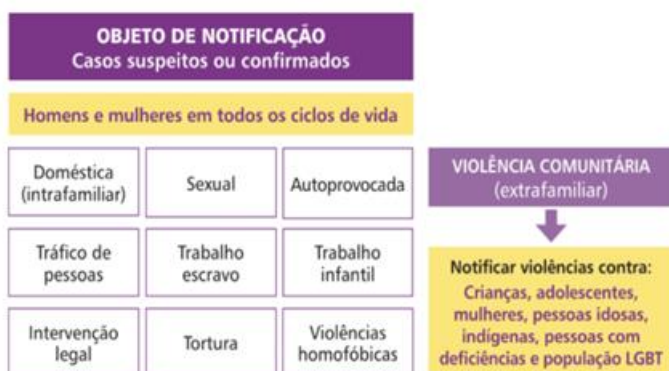 OBJETO DE NOTIFICAÇÃO
Casos suspeitos ou confirmados
Homens e mulheres em todos os ciclos de vida
Doméstica
(intrafamiliar)
Sexual
Autoprovocada
Tráfico de
pessoas
Trabalho
escravo
Trabalho
infantil
Intervenção
legal
Tortura
Violências
homofóbicas
VIOLÊNCIA COMUNITÁRIA
(extrafamiliar)
Notificar violências contra:
Crianças, adolescentes,
mulheres, pessoas idosas,
indígenas, pessoas com
deficiências e população LGBT